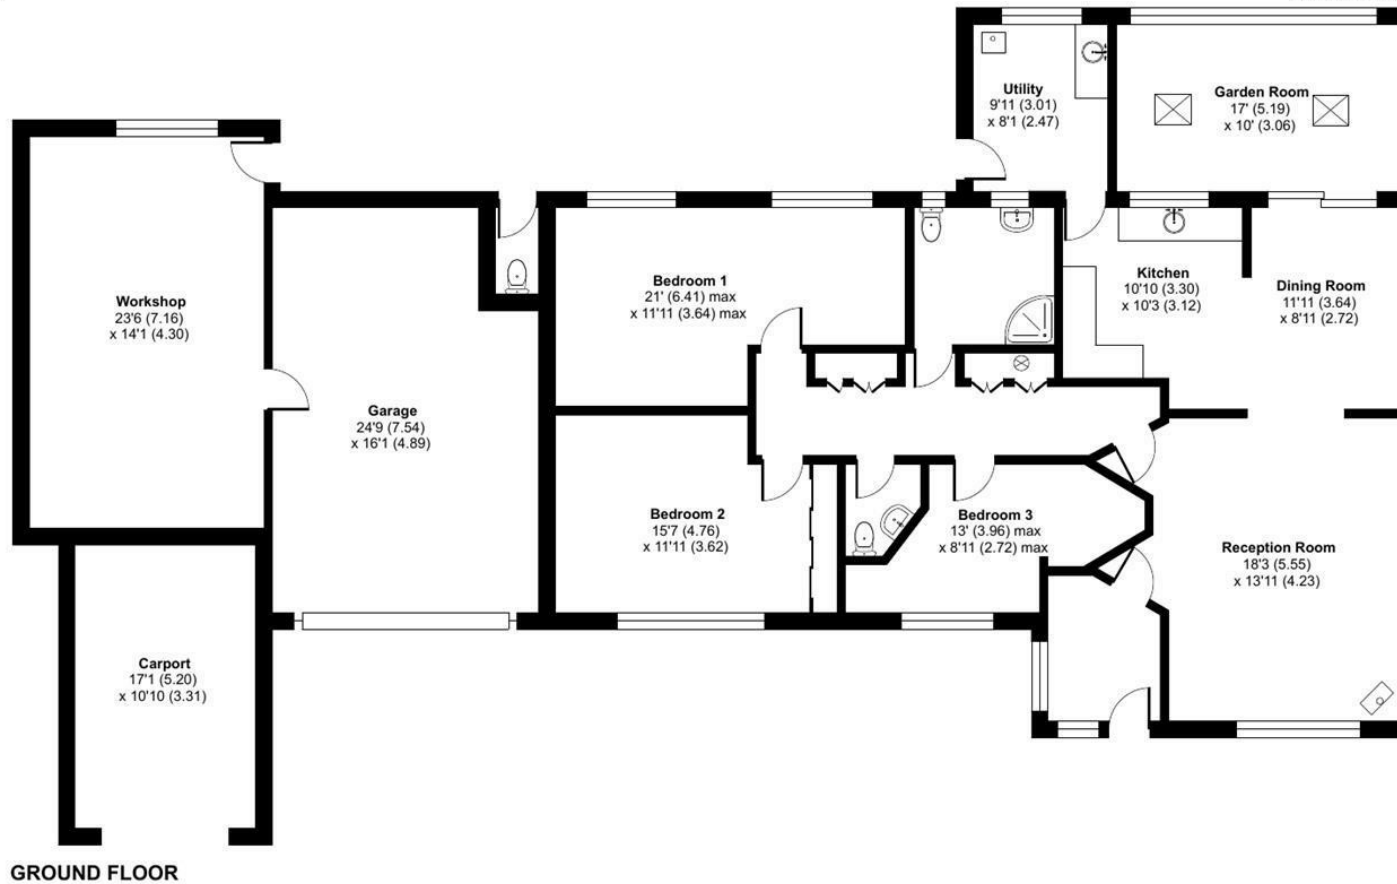 Utility
9'11 (3.01)
x 8'1 (2.47)
Garden Room
17' (5.19)
x 10' (3.06)
Workshop
23'6 (7.16)
x 14'1 (4.30)
Bedroom 1
21' (6.41) max
x 11'11 (3.64) max
Kitchen
10'10 (3.30)
x 10'3 (3.12)
Dining Room
11'11 (3.64)
x 8'11 (2.72)
Garage
24'9 (7.54)
x 16'1 (4.89)
Bedroom 2
15'7 (4.76)
x 11'11 (3.62)
Bedroom 3
13' (3.96) max
x 8'11 (2.72) max
Reception Room
18'3 (5.55)
x 13'11 (4.23)
Carport
17'1 (5.20)
x 10'10 (3.31)
GROUND FLOOR